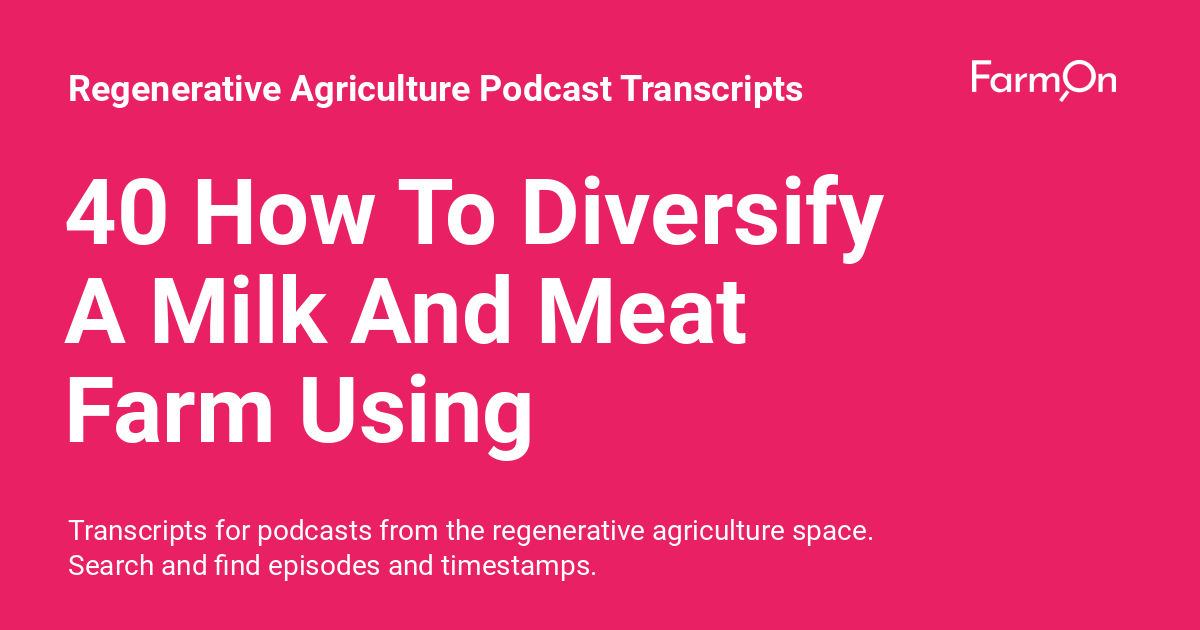 Regenerative Agriculture Podcast Transcripts
FarmOn
40 How To Diversify
A Milk And Meat
Farm Using
Transcripts for podcasts from the regenerative agriculture space.
Search and find episodes and timestamps.